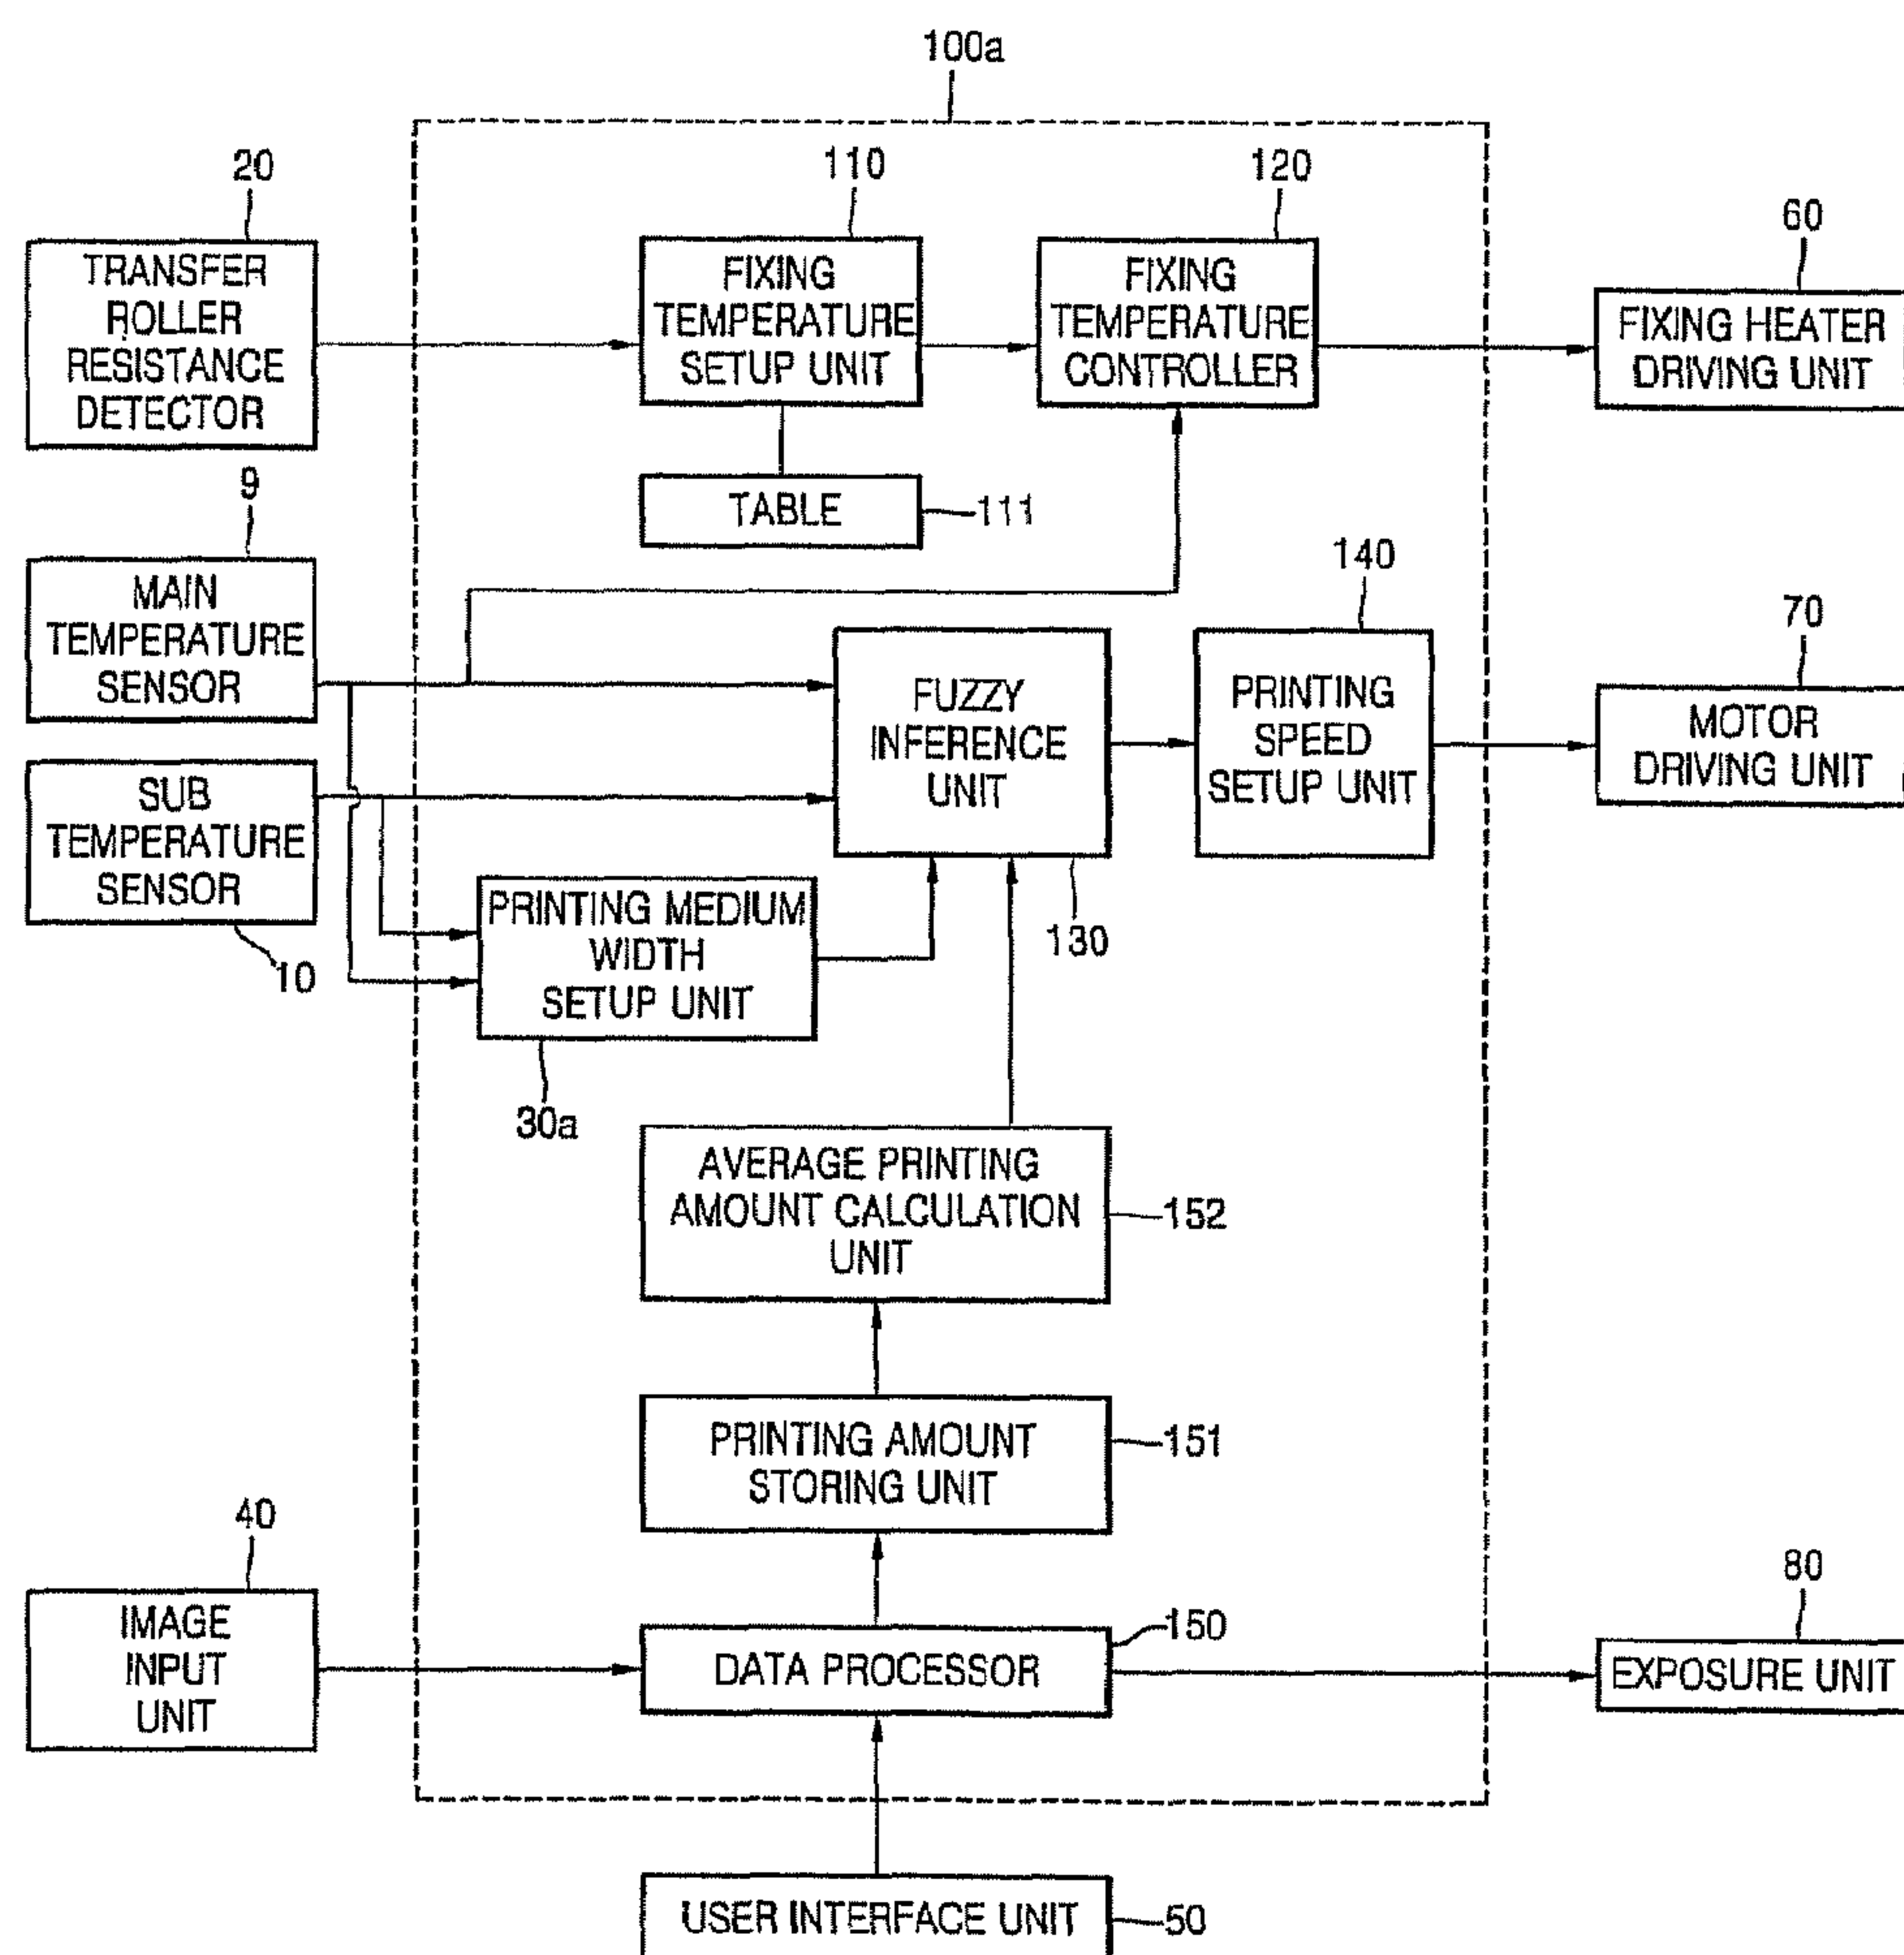 100a
20
110
120
60
TRANSFER
ROLLER
RESISTANCE
DETECTOR
FIXING
TEMPERATURE
SETUP UNIT
FIXING
TEMPERATURE
CONTROLLER
FIXING HEATER
DRIVING UNIT
TABLE
111
9
MAIN
TEMPERATURE
SENSOR
140
70
FUZZY
INFERENCE
UNIT
PRINTING
SPEED
SETUP UNIT
MOTOR
DRIVING UNIT
SUB
TEMPERATURE
SENSOR
10
PRINTING MEDIUM
WIDTH
SETUP UNIT
130
30a
AVERAGE PRINTING
AMOUNT CALCULATION
UNIT
152
PRINTING AMOUNT
STORING UNIT
151
40
IMAGE
INPUT
UNIT
150
DATA PROCESSOR
80
EXPOSURE UNIT
USER INTERFACE UNIT
50